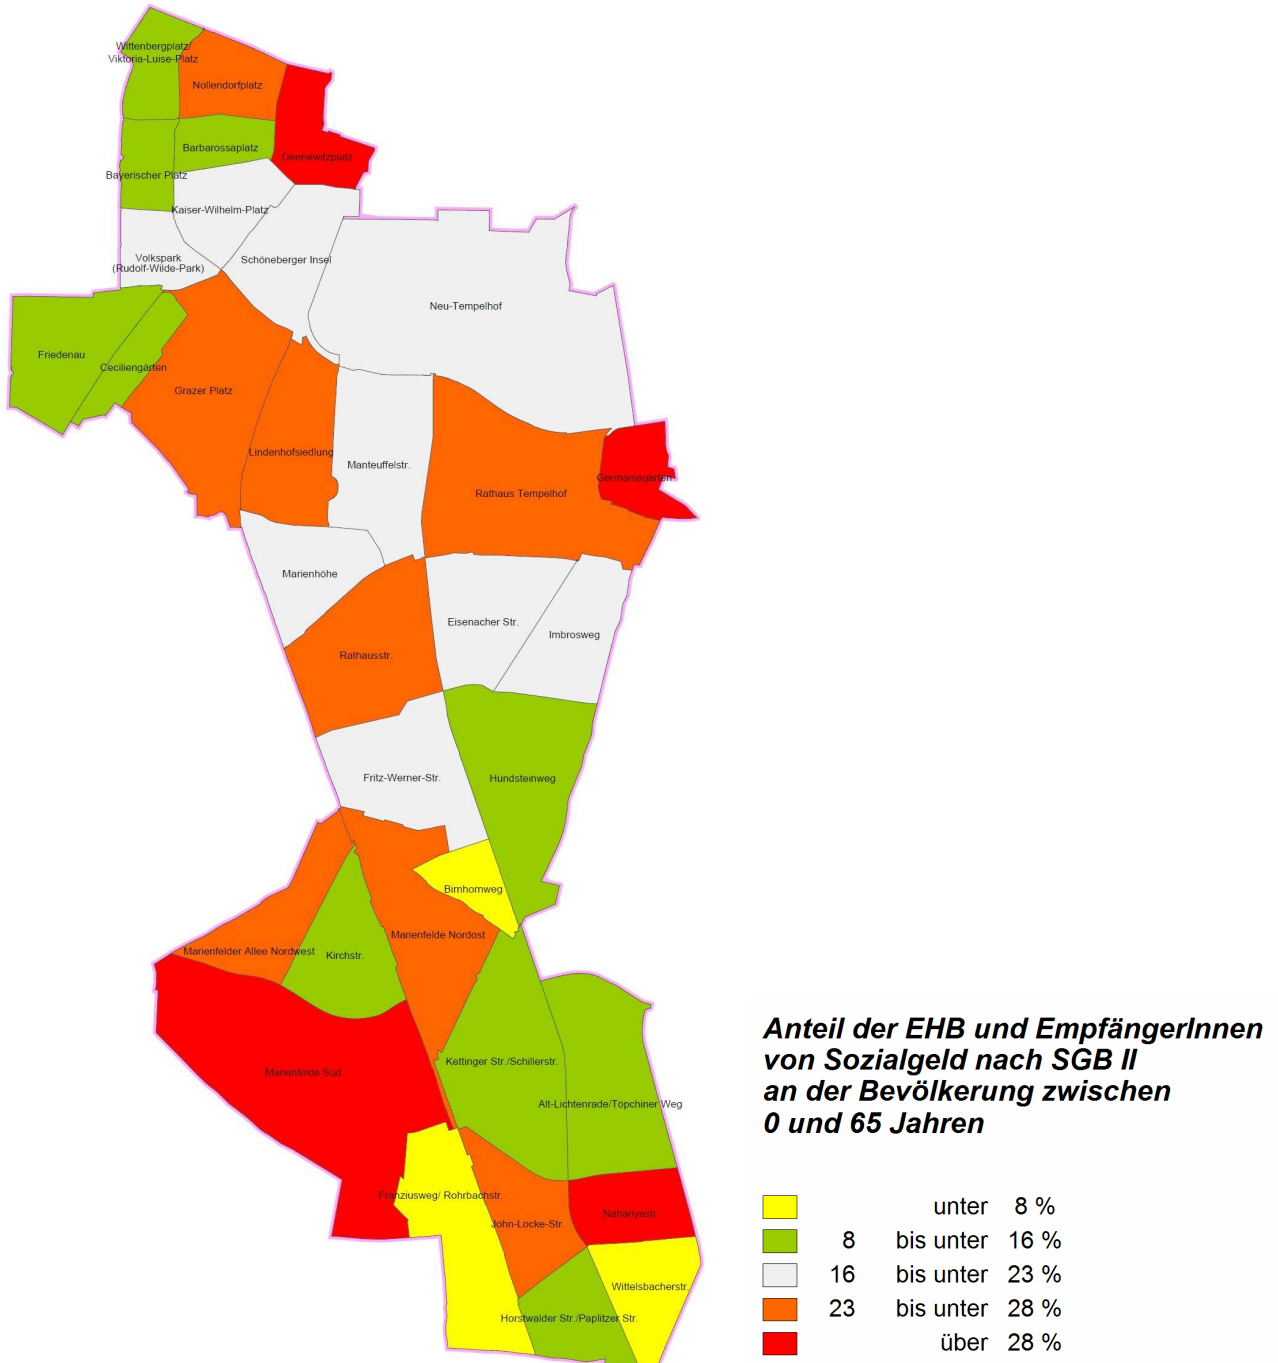 Wittenbergplatz/
Viktoria-Luise-Platz
Nollendorfplatz
Barbarossaplatz
Dennewitzplatz
Bayerischer Platz
Kaiser-Wilhelm-Platz
Volkspark
(Rudolf-Wilde-Park)
Schöneberger Insel
Neu-Tempelhof
Friedenau
Ceciliengärten
Grazer Platz
Lindenhofsiedlung
Manteuffelstr.
Germaniagarten
Rathaus Tempelhof
Marienhöhe
Eisenacher Str.
Imbrosweg
Rathausstr.
Fritz-Werner-Str.
Hundsteinweg
Birnhornweg
Marienfelde Nordost
Marienfelder Allee Nordwest
Kirchstr.
Kettinger Str./Schillerstr.
Marienfelde Süd
Alt-Lichtenrade/Töpchiner Weg
Franziusweg/ Rohrbachstr.
Nahariyastr.
John-Locke-Str.
Wittelsbacherstr.
Horstwalder Str./Paplitzer Str.
Anteil der EHB und EmpfängerInnen
von Sozialgeld nach SGB II
an der Bevölkerung zwischen
0 und 65 Jahren
unter 8 %
8 bis unter 16 %
16 bis unter 23 %
23 bis unter 28 %
über 28 %